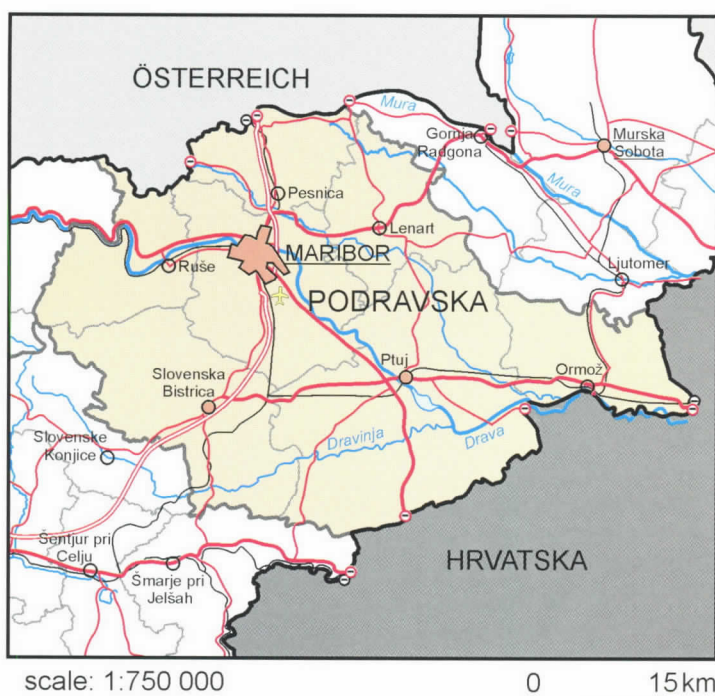 ÖSTERREICH
Mura
Gornja
Radgona
Murska
Sobota
Mura
Pesnica
Lenart
MARIBOR
Ruše
Ljutomer
PODRAVSKA
Ptuj
Ormož
Slovenska
Bistrica
Slovenske
Konjice
Dravinja
Drava
Šentjur pri
Celju
Šmarje pri
Jelšah
HRVATSKA
scale: 1:750 000
0 15 km